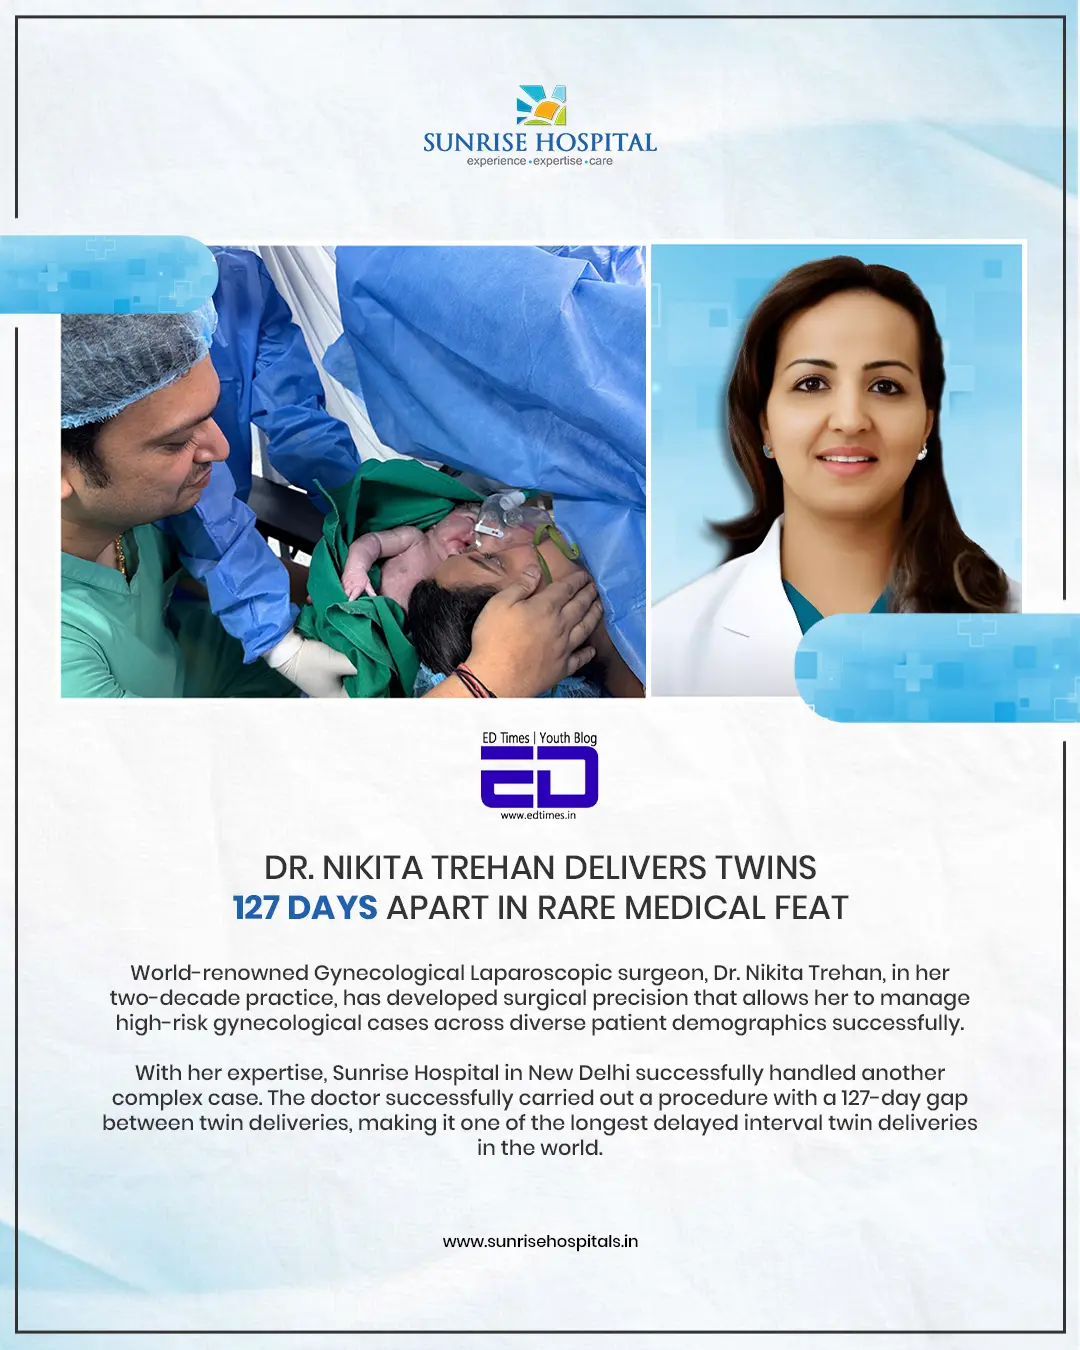 SUNRISE HOSPITAL
experience • expertise • care
ED Times | Youth Blog
ED
www.edtimes.in
DR. NIKITA TREHAN DELIVERS TWINS
127 DAYS APART IN RARE MEDICAL FEAT
World-renowned Gynecological Laparoscopic surgeon, Dr. Nikita Trehan, in her
two-decade practice, has developed surgical precision that allows her to manage
high-risk gynecological cases across diverse patient demographics successfully.
With her expertise, Sunrise Hospital in New Delhi successfully handled another
complex case. The doctor successfully carried out a procedure with a 127-day gap
between twin deliveries, making it one of the longest delayed interval twin deliveries
in the world.
www.sunrisehospitals.in